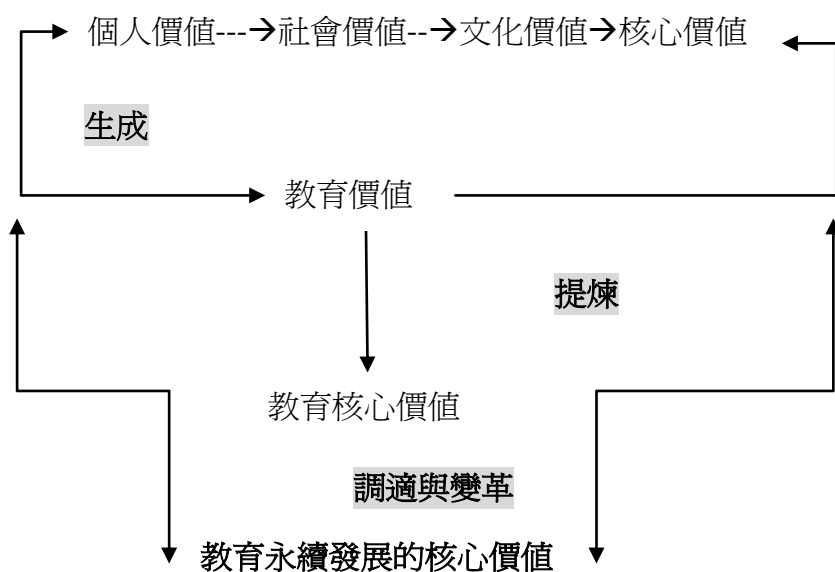 個人價值---→社會價值--→文化價值→核心價值
生成
教育價值
提煉
教育核心價值
調適與變革
教育永續發展的核心價值